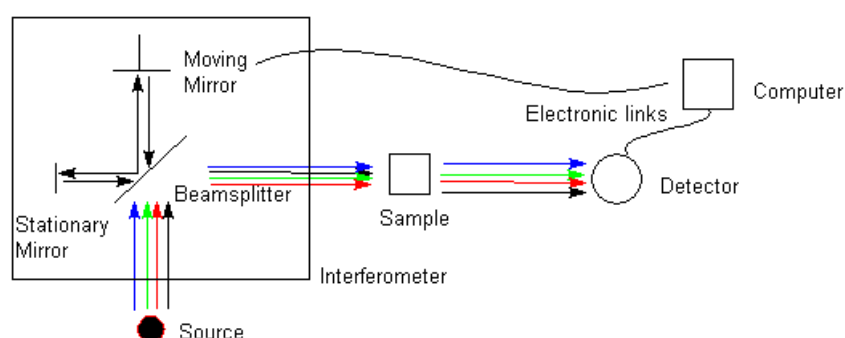 Moving
Mirror
Computer
Electronic links
Beamsplitter
Detector
Sample
Stationary
Mirror
Interferometer
Source